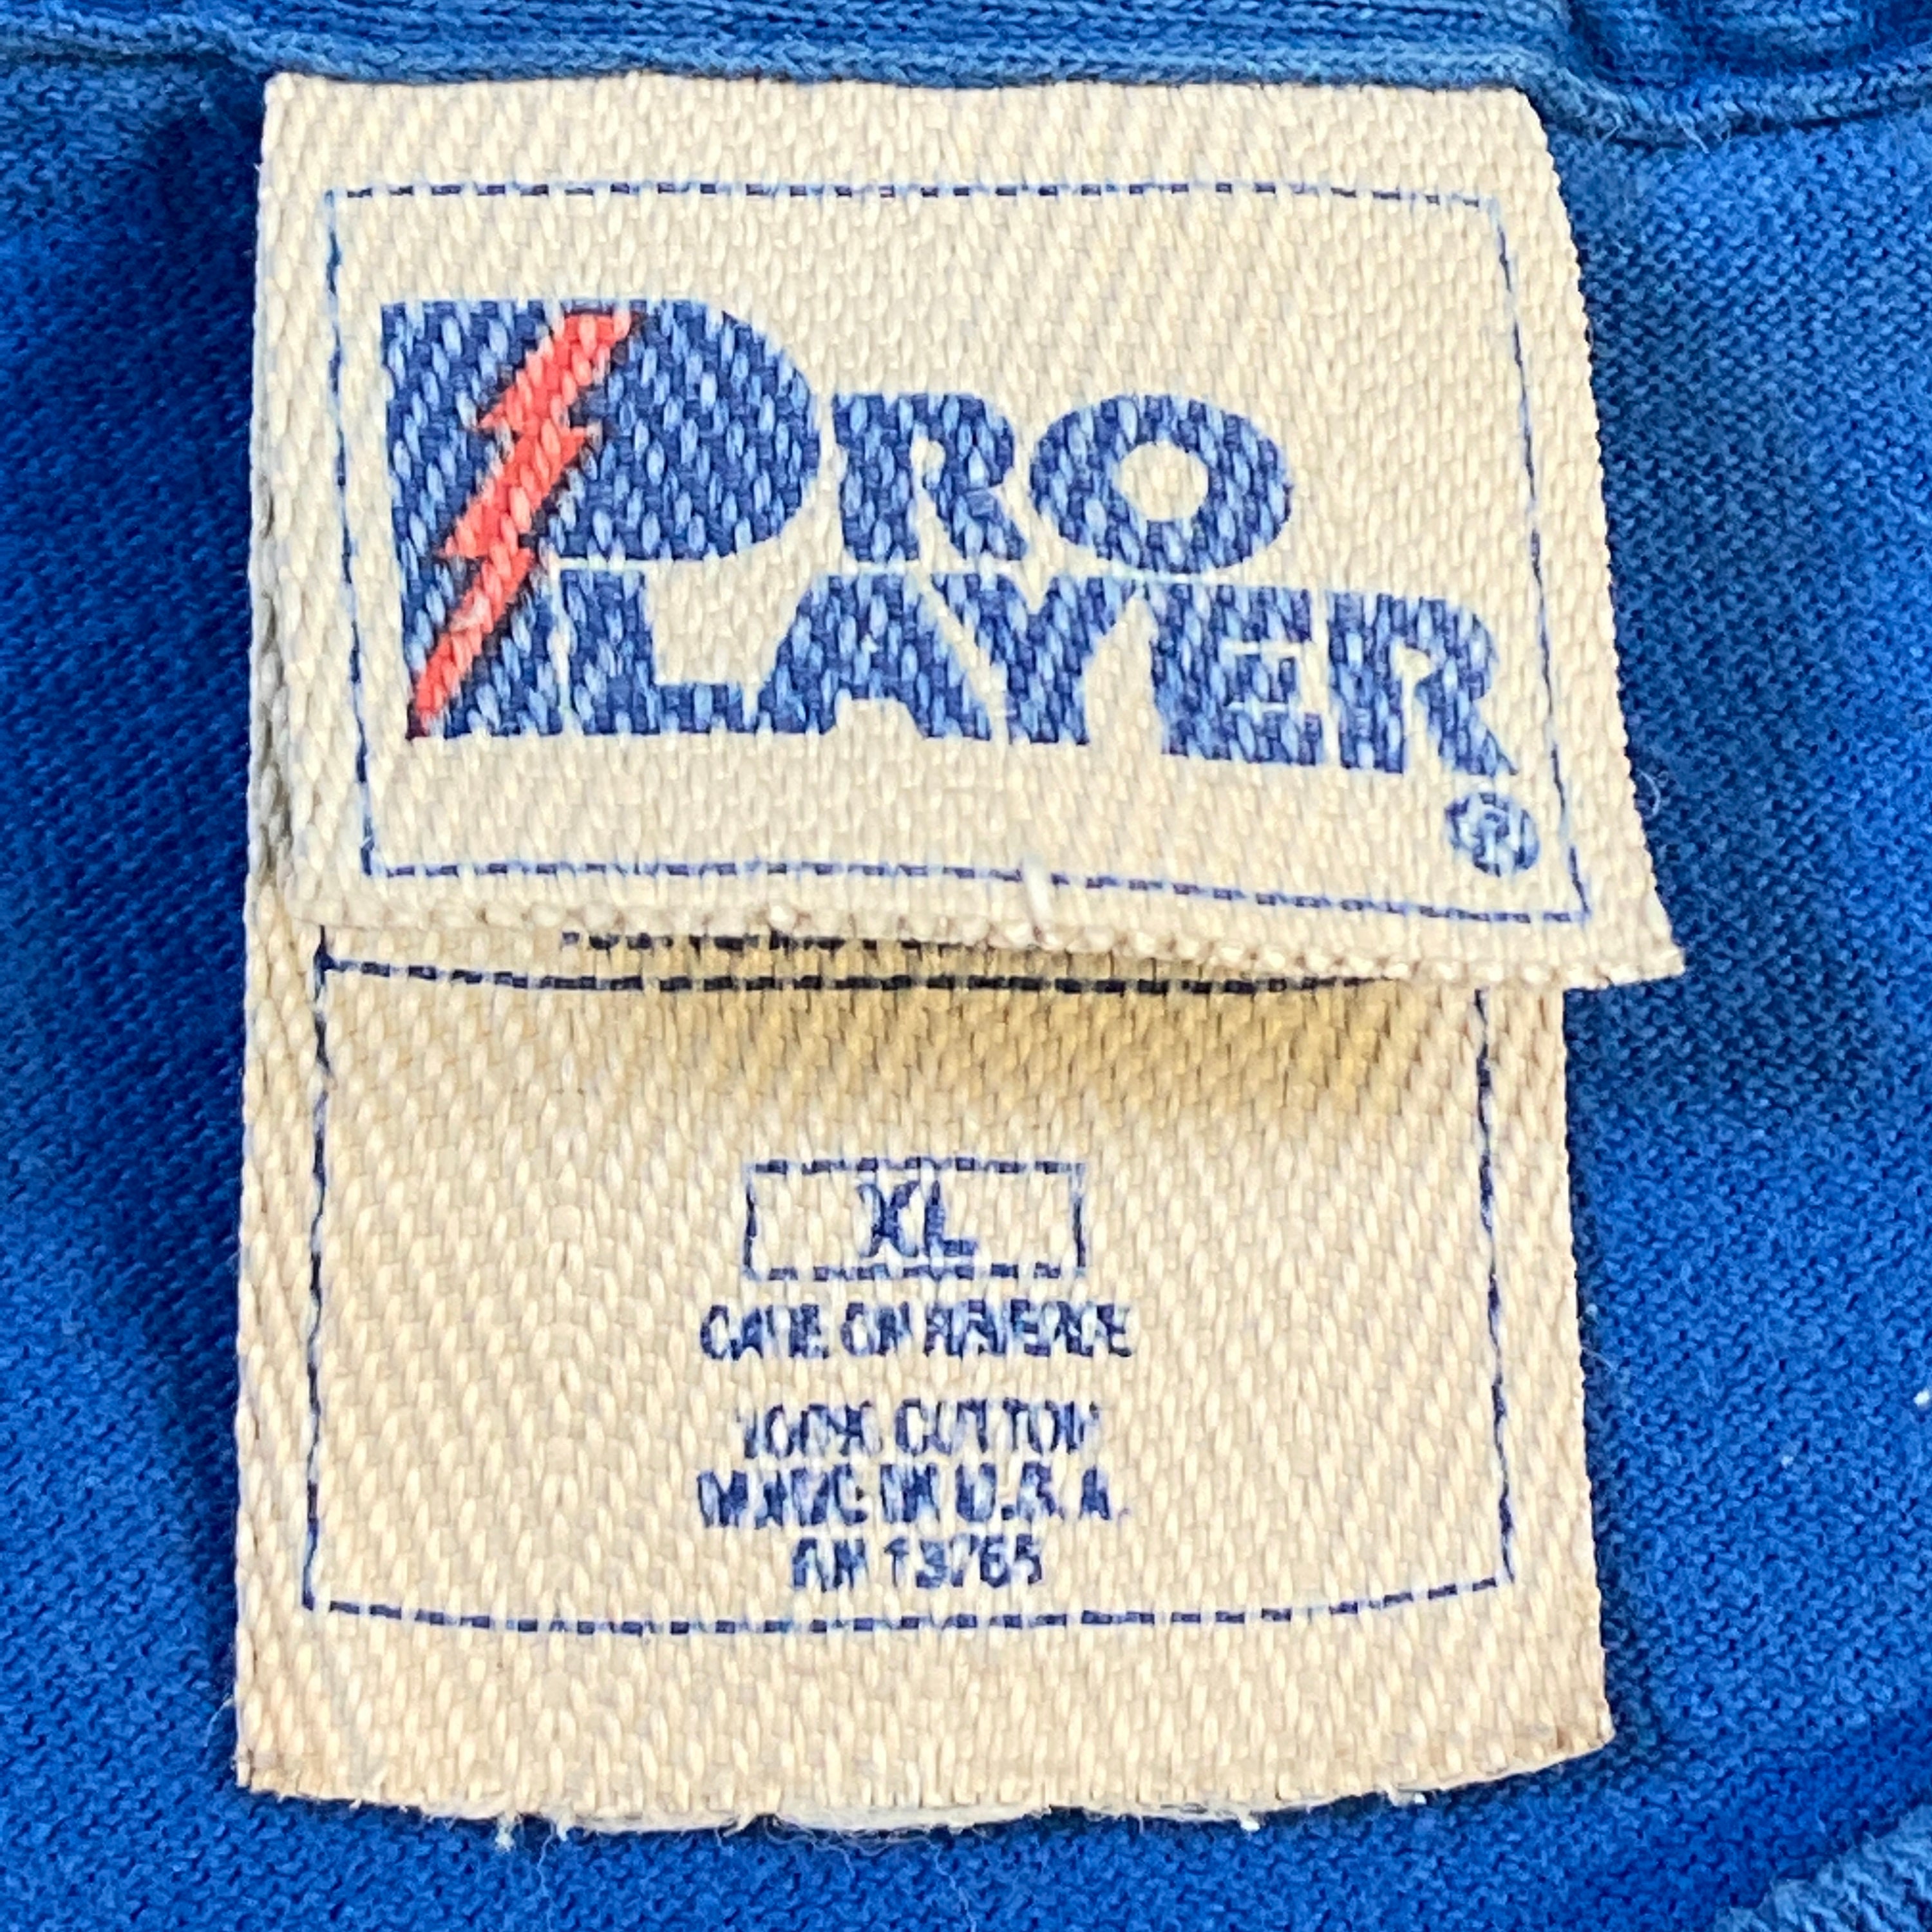 PRO
PLAYER
®
XL
CARE ON REVERSE
100% COTTON
MADE IN U.S.A.
RN 13765